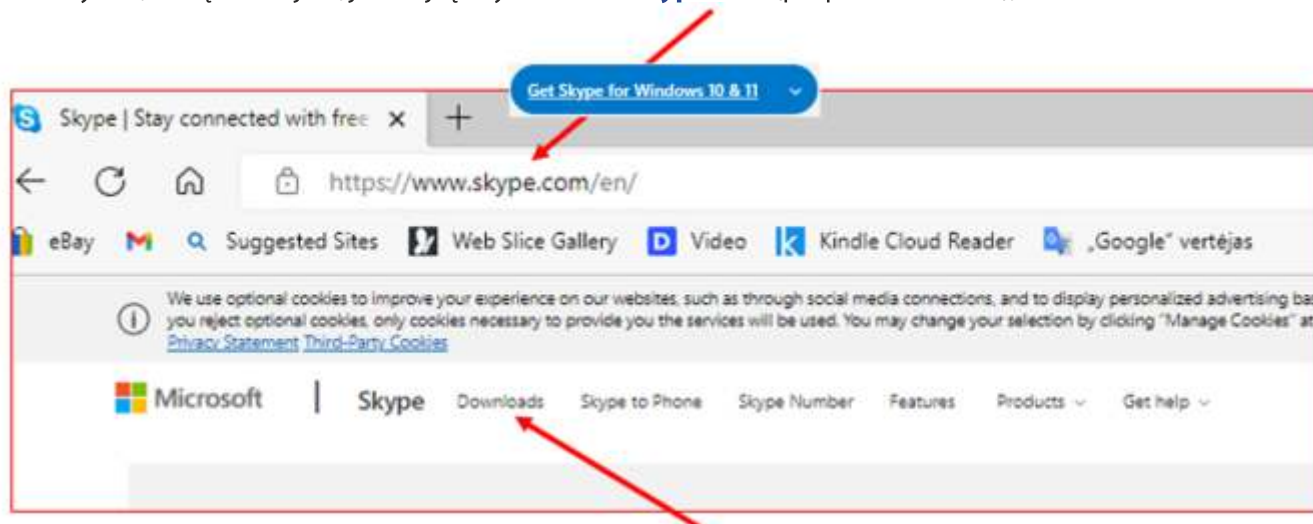 Get Skype for Windows 10 & 11
Skype | Stay connected with free
https://www.skype.com/en/
eBay Suggested Sites Web Slice Gallery Video Kindle Cloud Reader „Google“ vertėjas
We use optional cookies to improve your experience on our websites, such as through social media connections, and to display personalized advertising
you reject optional cookies, only cookies necessary to provide you the services will be used. You may change your selection by clicking "Manage Cookies"
Privacy Statement Third-Party Cookies
Microsoft | Skype Downloads Skype to Phone Skype Number Features Products Get help